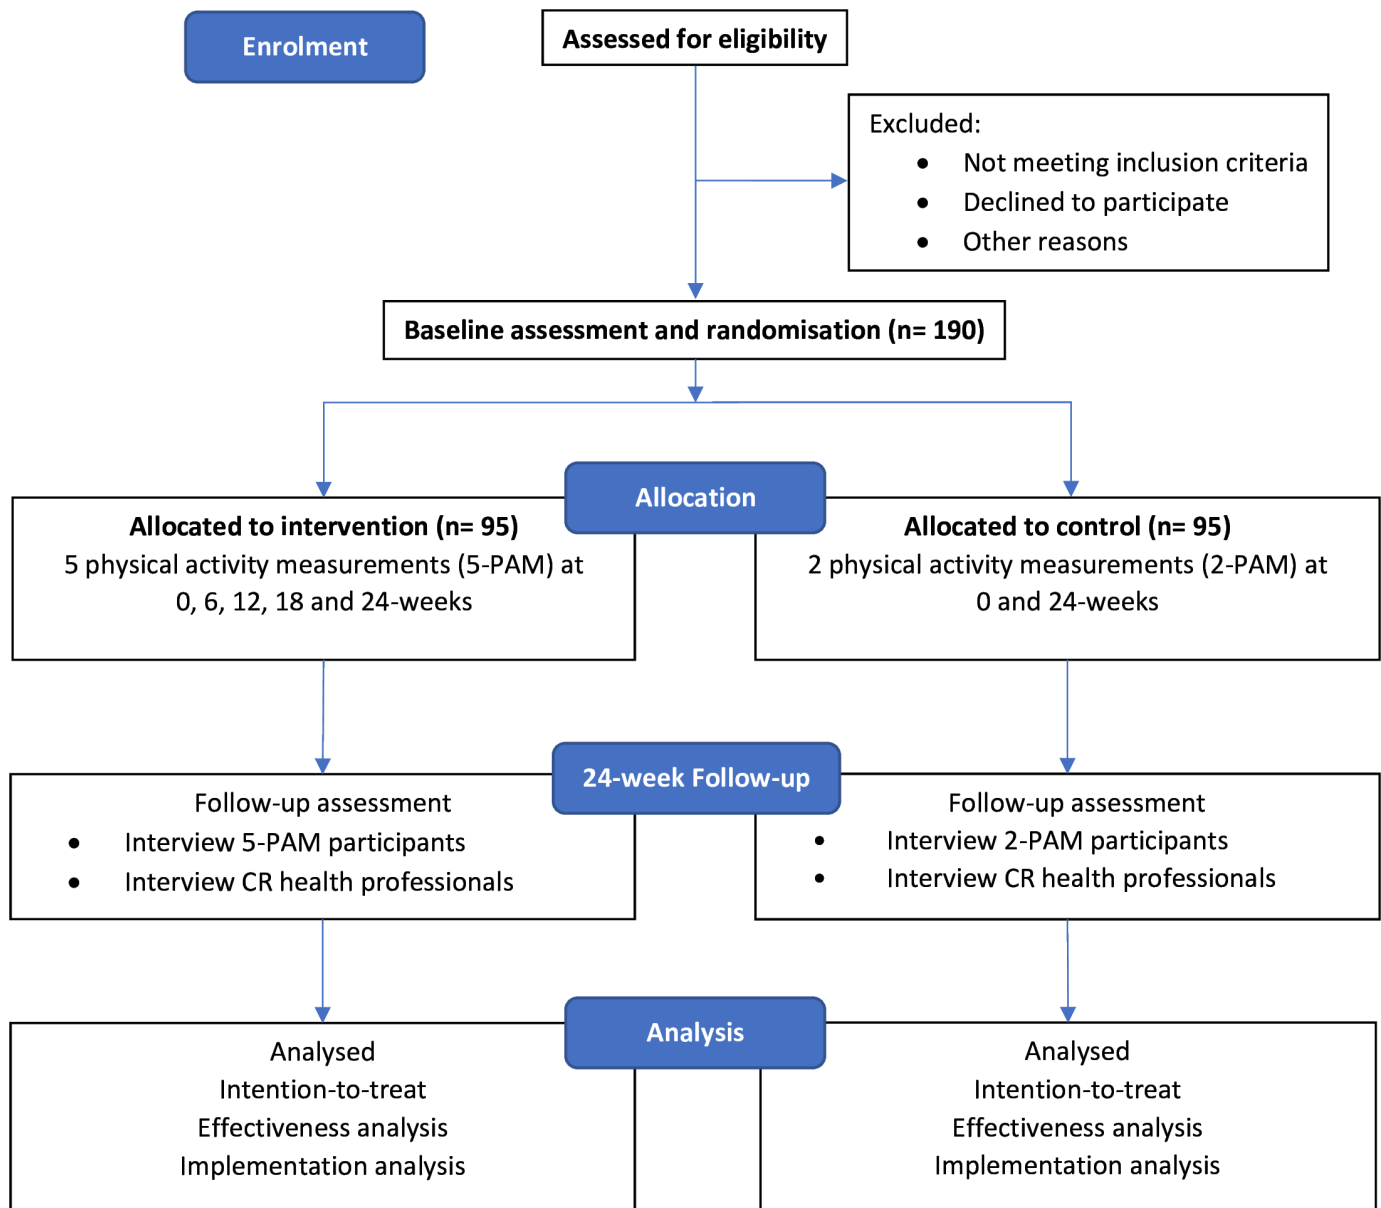 Enrolment
Assessed for eligibility
Excluded:
• Not meeting inclusion criteria
• Declined to participate
• Other reasons
Baseline assessment and randomisation (n= 190)
Allocation
Allocated to intervention (n= 95)
5 physical activity measurements (5-PAM) at
0, 6, 12, 18 and 24-weeks
Allocated to control (n= 95)
2 physical activity measurements (2-PAM) at
0 and 24-weeks
24-week Follow-up
Follow-up assessment
• Interview 5-PAM participants
• Interview CR health professionals
Follow-up assessment
• Interview 2-PAM participants
• Interview CR health professionals
Analysis
Analysed
Intention-to-treat
Effectiveness analysis
Implementation analysis
Analysed
Intention-to-treat
Effectiveness analysis
Implementation analysis